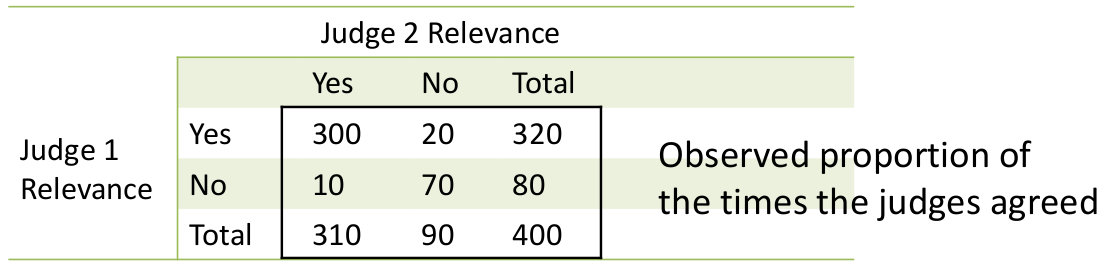 Judge 2 Relevance
Yes No Total
Judge 1
Relevance
Yes 300 20 320
No 10 70 80
Total 310 90 400
Observed proportion of
the times the judges agreed